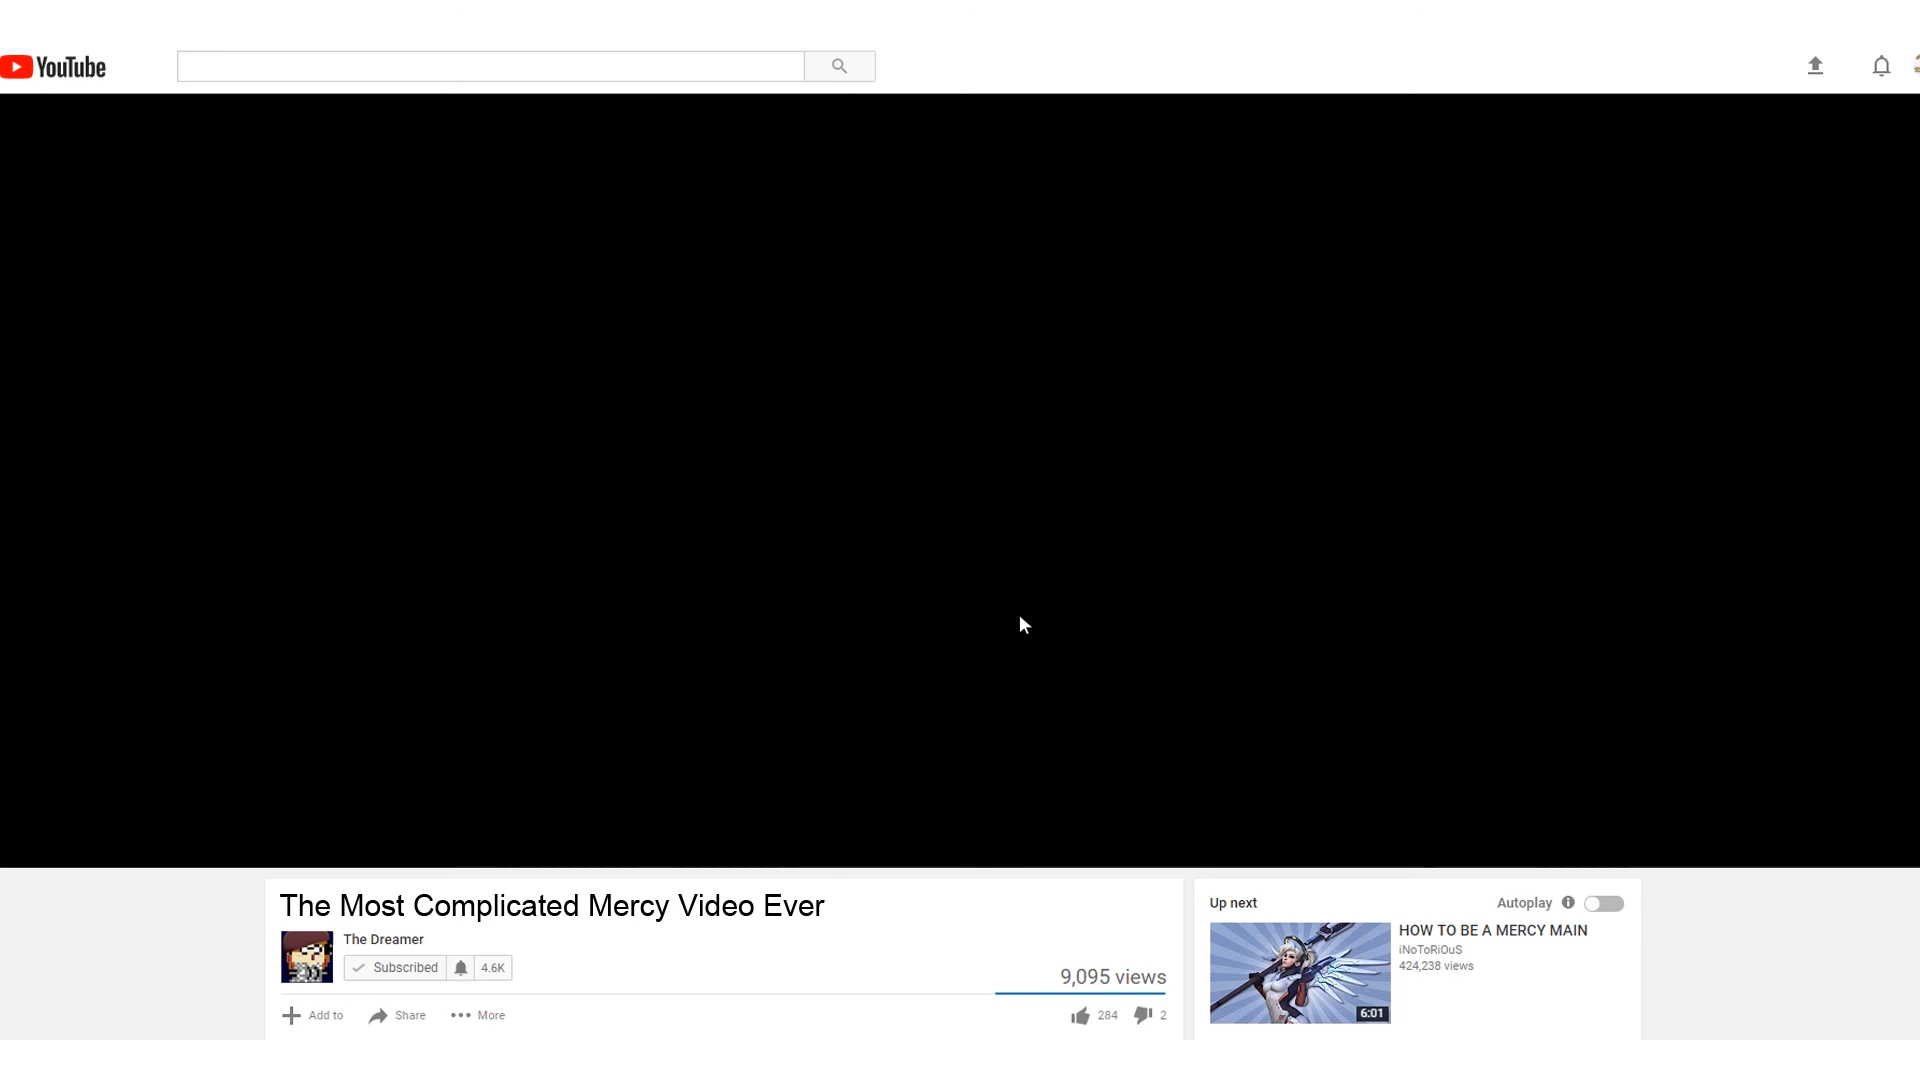 YouTube
The Most Complicated Mercy Video Ever
The Dreamer
Subscribed 4.6K
9,095 views
Add to Share More
284 2
Up next Autoplay
HOW TO BE A MERCY MAIN
iNoToRiOuS
424,238 views
6:01